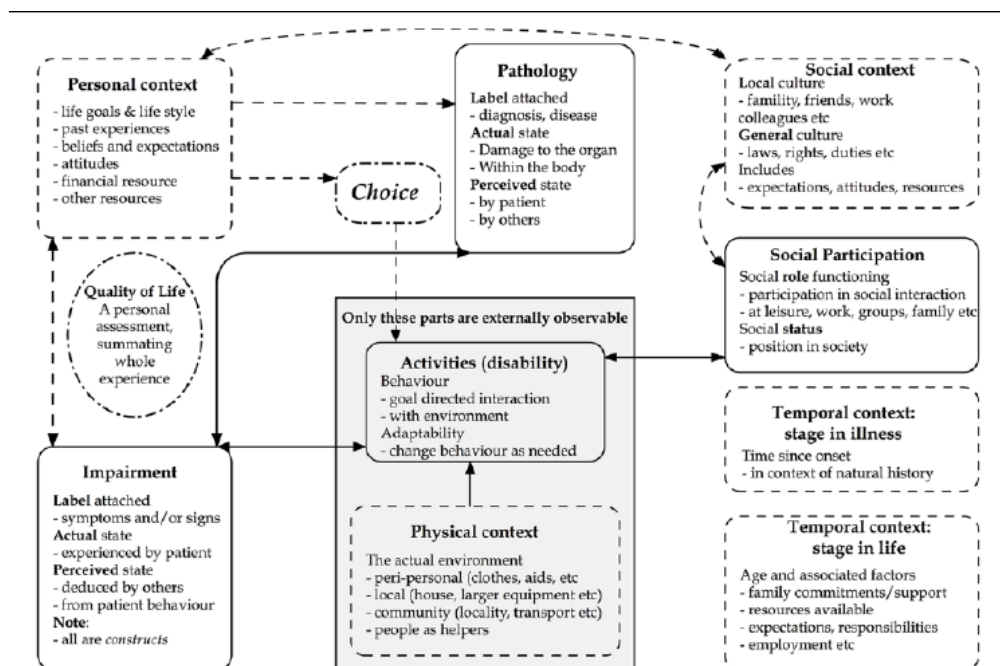 Personal context
- life goals & life style
- past experiences
- beliefs and expectations
- attitudes
- financial resource
- other resources
Choice
Pathology
Label attached
- diagnosis, disease
Actual state
- Damage to the organ
- Within the body
Perceived state
- by patient
- by others
Social context
Local culture
- famility, friends, work
colleagues etc
General culture
- laws, rights, duties etc
Includes
- expectations, attitudes, resources
Quality of Life
A personal
assessment,
summating
whole
experience
Only these parts are externally observable
Activities (disability)
Behaviour
- goal directed interaction
- with environment
Adaptability
- change behaviour as needed
Social Participation
Social role functioning
- participation in social interaction
- at leisure, work, groups, family etc
Social status
- position in society
Impairment
Label attached
- symptoms and/or signs
Actual state
- experienced by patient
Perceived state
- deduced by others
- from patient behaviour
Note:
- all are constructs
Physical context
The actual environment
- peri-personal (clothes, aids, etc
- local (house, larger equipment etc)
- community (locality, transport etc)
- people as helpers
Temporal context:
stage in illness
Time since onset
- in context of natural history
Temporal context:
stage in life
Age and associated factors
- family commitments/support
- resources available
- expectations, responsibilities
- employment etc